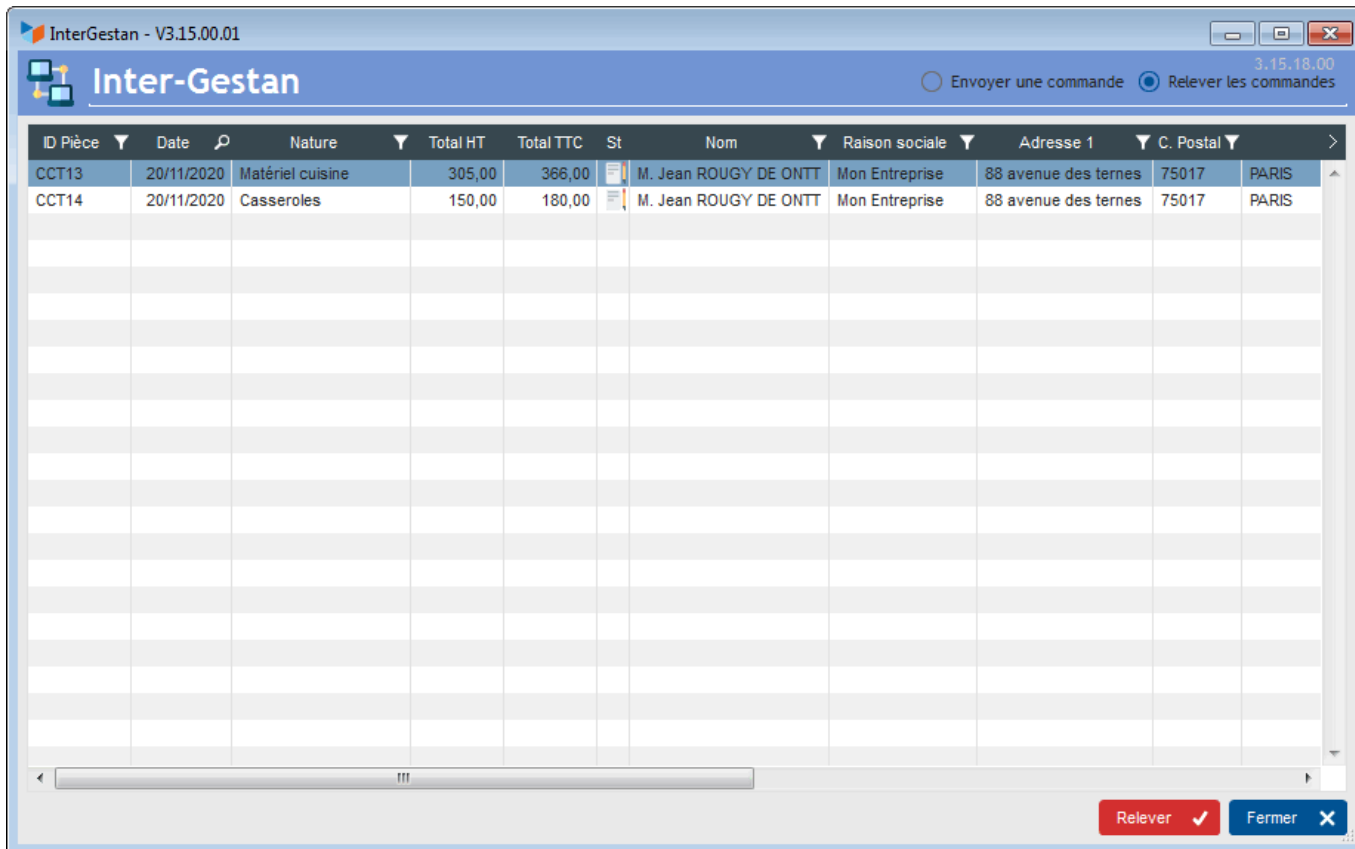 InterGestan - V3.15.00.01
3.15.18.00
Inter-Gestan Envoyer une commande Relever les commandes
ID Pièce Date Nature Total HT Total TTC St Nom Raison sociale Adresse 1 C. Postal
CCT13 20/11/2020 Matériel cuisine 305,00 366,00 M. Jean ROUGY DE ONTT Mon Entreprise 88 avenue des ternes 75017 PARIS
CCT14 20/11/2020 Casseroles 150,00 180,00 M. Jean ROUGY DE ONTT Mon Entreprise 88 avenue des ternes 75017 PARIS
Relever Fermer